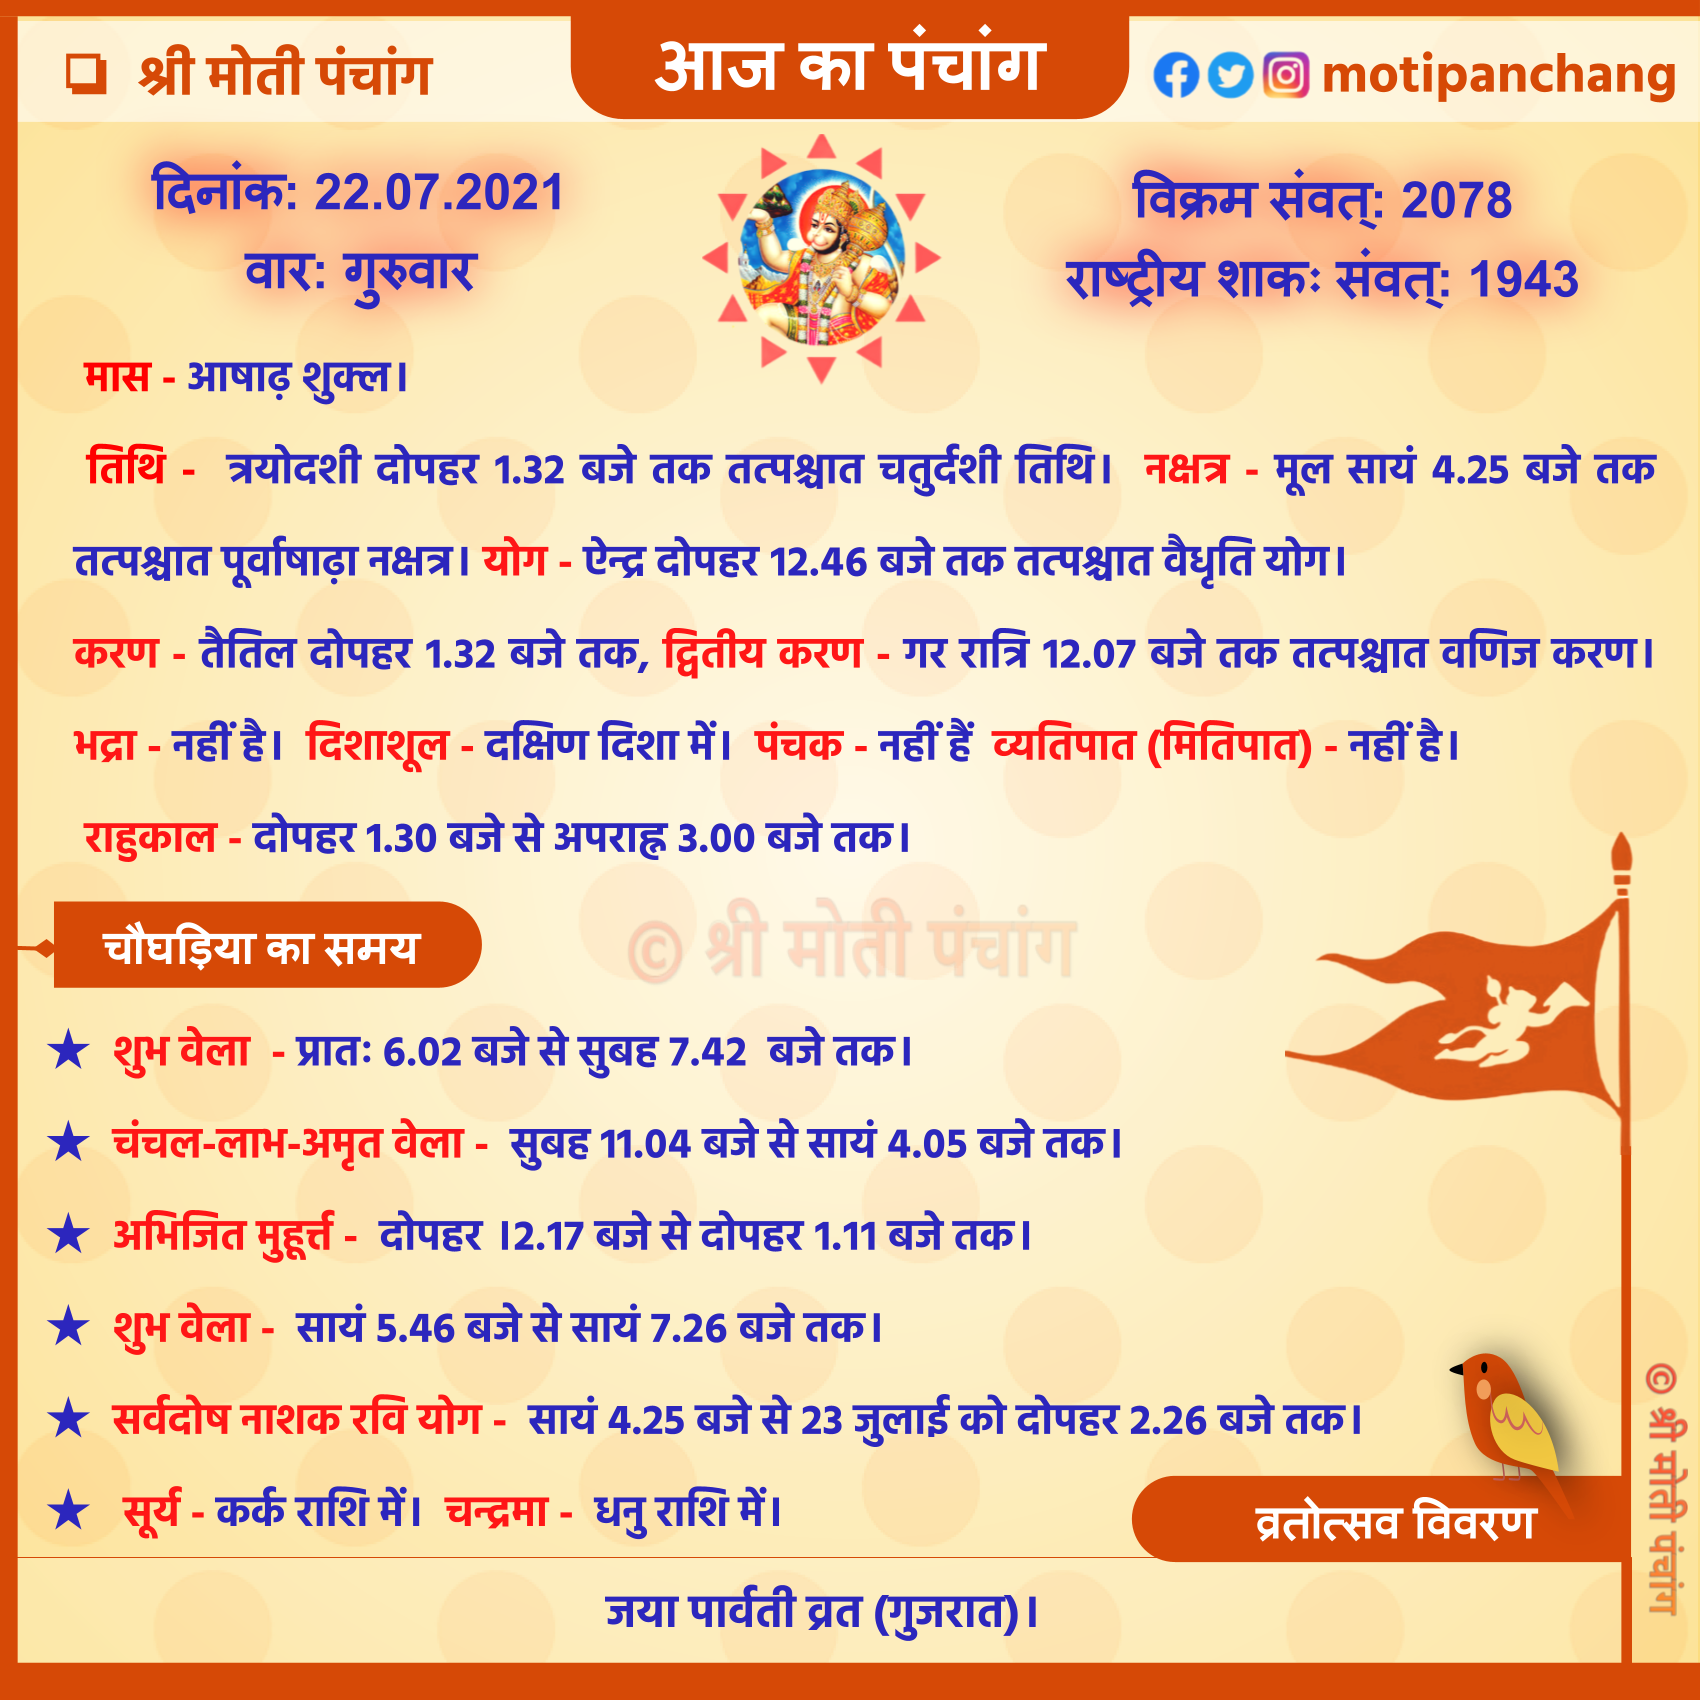 ❏ श्री मोती पंचांग
आज का पंचांग
motipanchang
दिनांक: 22.07.2021
वार: गुरुवार
विक्रम संवत्: 2078
राष्ट्रीय शाकः संवत्: 1943
मास - आषाढ़ शुक्ल।
तिथि - त्रयोदशी दोपहर 1.32 बजे तक तत्पश्चात चतुर्दशी तिथि। नक्षत्र - मूल सायं 4.25 बजे तक
तत्पश्चात पूर्वाषाढ़ा नक्षत्र। योग - ऐन्द्र दोपहर 12.46 बजे तक तत्पश्चात वैधृति योग।
करण - तैतिल दोपहर 1.32 बजे तक, द्वितीय करण - गर रात्रि 12.07 बजे तक तत्पश्चात वणिज करण।
भद्रा - नहीं है। दिशाशूल - दक्षिण दिशा में। पंचक - नहीं हैं व्यतिपात (मितिपात) - नहीं है।
राहुकाल - दोपहर 1.30 बजे से अपराह्न 3.00 बजे तक।
© श्री मोती पंचांग
चौघड़िया का समय
★ शुभ वेला - प्रातः 6.02 बजे से सुबह 7.42 बजे तक।
★ चंचल-लाभ-अमृत वेला - सुबह 11.04 बजे से सायं 4.05 बजे तक।
★ अभिजित मुहूर्त्त - दोपहर ।2.17 बजे से दोपहर 1.11 बजे तक।
★ शुभ वेला - सायं 5.46 बजे से सायं 7.26 बजे तक।
★ सर्वदोष नाशक रवि योग - सायं 4.25 बजे से 23 जुलाई को दोपहर 2.26 बजे तक।
★ सूर्य - कर्क राशि में। चन्द्रमा - धनु राशि में।
व्रतोत्सव विवरण
© श्री मोती पंचांग
जया पार्वती व्रत (गुजरात)।